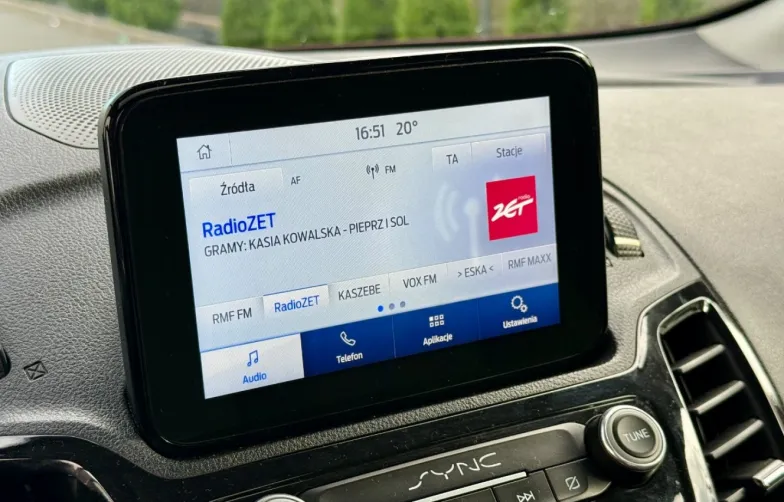 16:51 20°
Źródła AF FM TA Stacje
RadioZET
GRAMY: KASIA KOWALSKA - PIEPRZ I SOL
ZET
RMF FM RadioZET KASZEBE VOX FM > ESKA < RMF MAXX
Audio Telefon Aplikacje Ustawienia
SYNC
TUNE